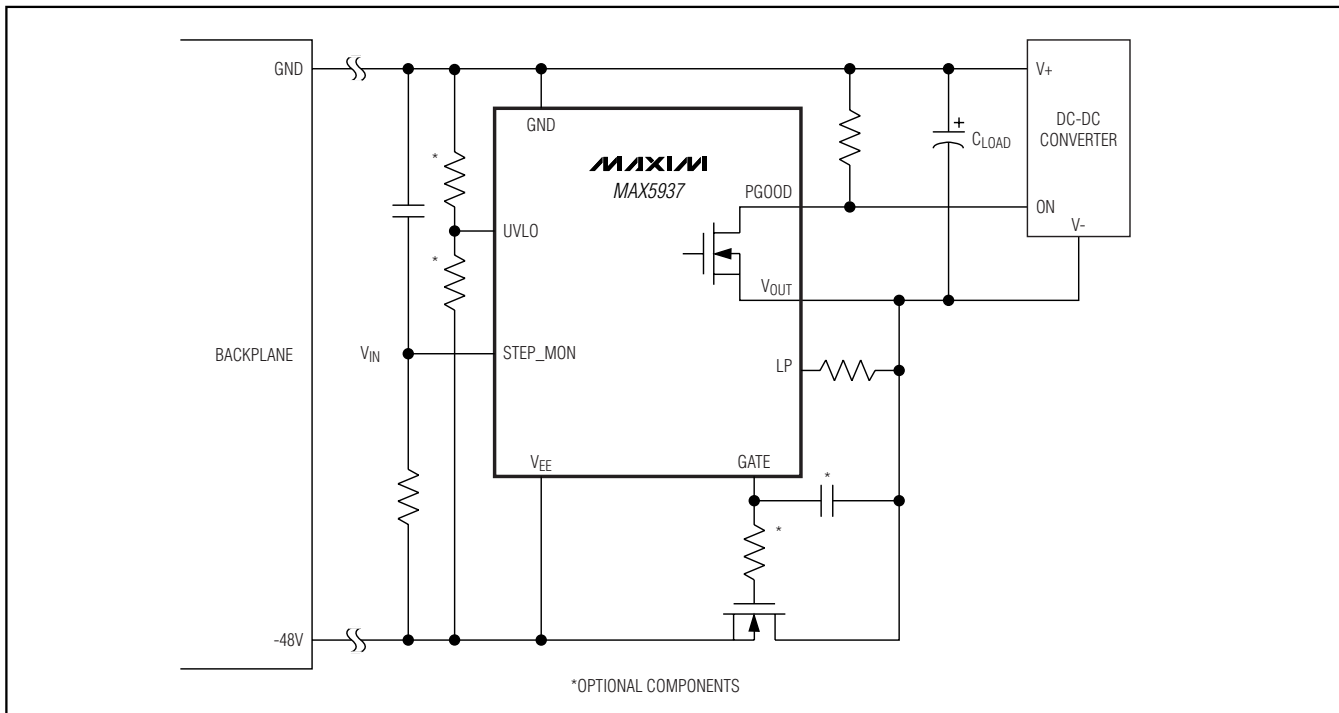 GND
V+
GND
DC-DC
CONVERTER
+
CLOAD
*
MAXIM
MAX5937
PGOOD
ON
UVLO
V-
*
VOUT
BACKPLANE
VIN
STEP_MON
LP
VEE
GATE
*
*
-48V
*OPTIONAL COMPONENTS